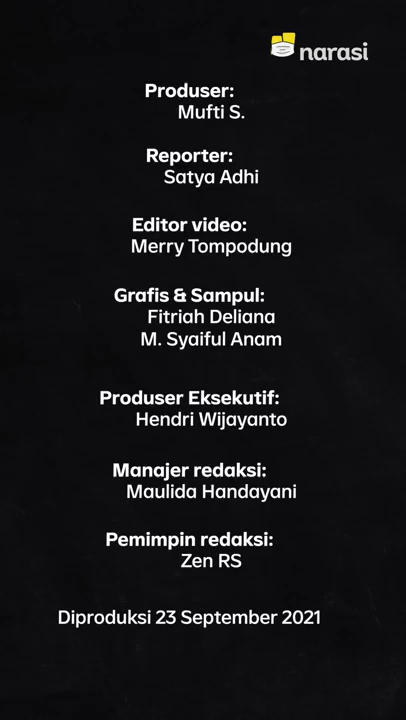 narasi
Produser:
Mufti S.
Reporter:
Satya Adhi
Editor video:
Merry Tompodung
Grafis & Sampul:
Fitriah Deliana
M. Syaiful Anam
Produser Eksekutif:
Hendri Wijayanto
Manajer redaksi:
Maulida Handayani
Pemimpin redaksi:
Zen RS
Diproduksi 23 September 2021